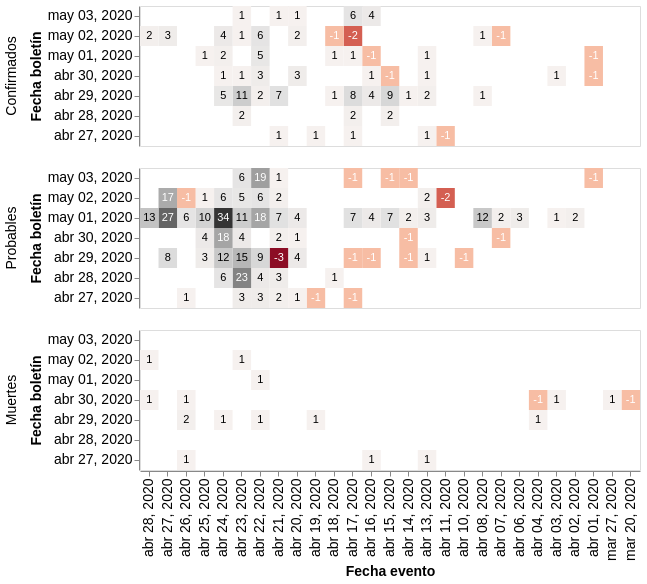 Confirmados
Fecha boletín
may 03, 2020 1 1 1 6 4
may 02, 2020 2 3 4 1 6 2 -1 -2 1 -1
may 01, 2020 1 2 5 1 1 -1 1 -1
abr 30, 2020 1 1 3 3 1 -1 1 1 -1
abr 29, 2020 5 11 2 7 1 8 4 9 1 2 1
abr 28, 2020 2 2 2
abr 27, 2020 1 1 1 1 -1
Probables
Fecha boletín
may 03, 2020 6 19 1 -1 -1 -1 -1
may 02, 2020 17 -1 1 6 5 6 2 2 -2
may 01, 2020 13 27 6 10 34 11 18 7 4 7 4 7 2 3 12 2 3 1 2
abr 30, 2020 4 18 4 2 1 -1 -1
abr 29, 2020 8 3 12 15 9 -3 4 -1 -1 -1 1 -1
abr 28, 2020 6 23 4 3 1
abr 27, 2020 1 3 3 2 1 -1 -1
Muertes
Fecha boletín
may 03, 2020
may 02, 2020 1 1
may 01, 2020 1
abr 30, 2020 1 1 -1 1 1 -1
abr 29, 2020 2 1 1 1 1
abr 28, 2020
abr 27, 2020 1 1 1
abr 28, 2020
abr 27, 2020
abr 26, 2020
abr 25, 2020
abr 24, 2020
abr 23, 2020
abr 22, 2020
abr 21, 2020
abr 20, 2020
abr 19, 2020
abr 18, 2020
abr 17, 2020
abr 16, 2020
abr 15, 2020
abr 14, 2020
abr 13, 2020
abr 11, 2020
abr 10, 2020
abr 08, 2020
abr 07, 2020
abr 06, 2020
abr 04, 2020
abr 03, 2020
abr 02, 2020
abr 01, 2020
mar 27, 2020
mar 20, 2020
Fecha evento